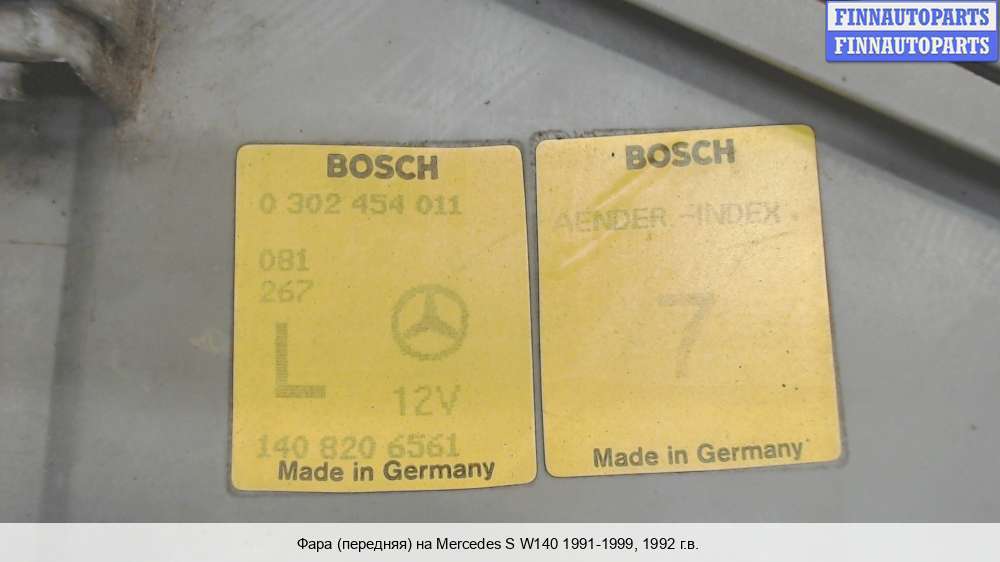 FINNAUTOPARTS
FINNAUTOPARTS
BOSCH
0 302 454 011
081
267
L
12V
140 820 6561
Made in Germany
BOSCH
AENDER.-INDEX
7
Made in Germany
Фара (передняя) на Mercedes S W140 1991-1999, 1992 г.в.